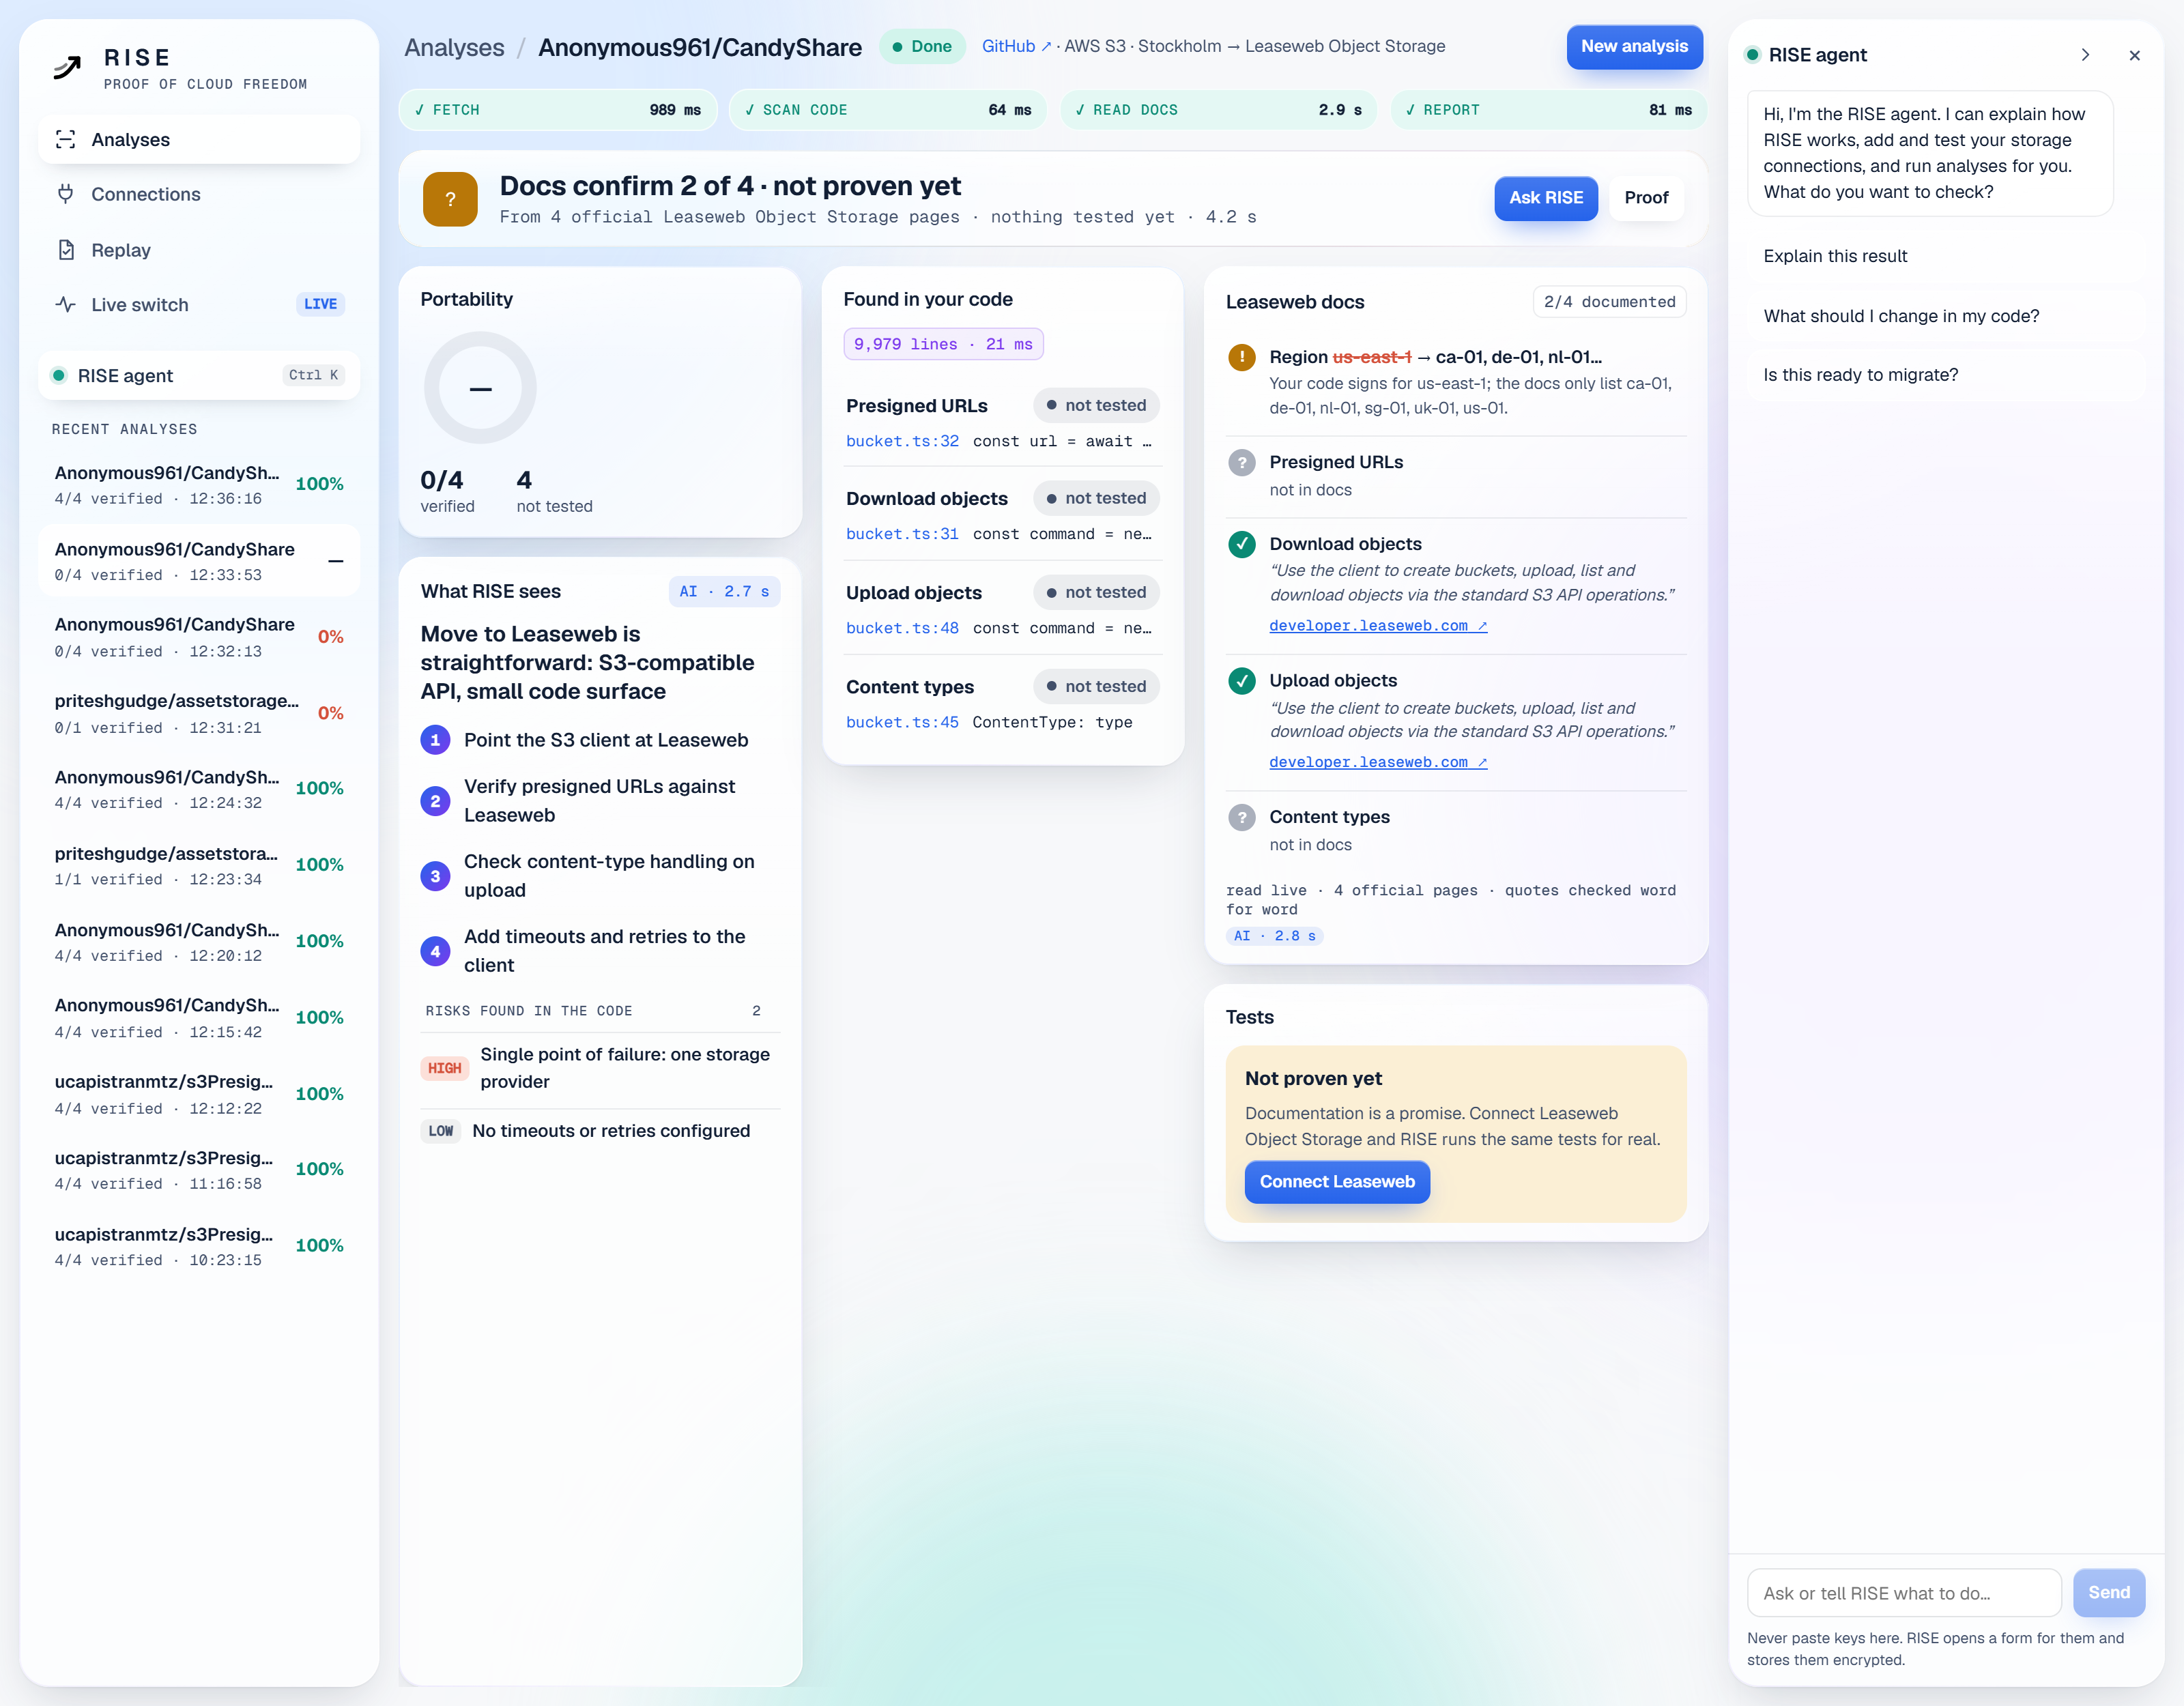 RISE
PROOF OF CLOUD FREEDOM
Analyses
Connections
Replay
Live switch LIVE
RISE agent Ctrl K
RECENT ANALYSES
Anonymous961/CandySh... 100%
4/4 verified · 12:36:16
Anonymous961/CandyShare —
0/4 verified · 12:33:53
Anonymous961/CandyShare 0%
0/4 verified · 12:32:13
priteshgudge/assetstorage... 0%
0/1 verified · 12:31:21
Anonymous961/CandySh... 100%
4/4 verified · 12:24:32
priteshgudge/assetstora... 100%
1/1 verified · 12:23:34
Anonymous961/CandySh... 100%
4/4 verified · 12:20:12
Anonymous961/CandySh... 100%
4/4 verified · 12:15:42
ucapistranmtz/s3Presig... 100%
4/4 verified · 12:12:22
ucapistranmtz/s3Presig... 100%
4/4 verified · 11:16:58
ucapistranmtz/s3Presig... 100%
4/4 verified · 10:23:15
Analyses / Anonymous961/CandyShare Done GitHub ↗ · AWS S3 · Stockholm → Leaseweb Object Storage New analysis
✓ FETCH 989 ms ✓ SCAN CODE 64 ms ✓ READ DOCS 2.9 s ✓ REPORT 81 ms
? Docs confirm 2 of 4 · not proven yet
From 4 official Leaseweb Object Storage pages · nothing tested yet · 4.2 s
Ask RISE Proof
Portability
—
0/4 4
verified not tested
What RISE sees AI · 2.7 s
Move to Leaseweb is
straightforward: S3-compatible
API, small code surface
1 Point the S3 client at Leaseweb
2 Verify presigned URLs against
Leaseweb
3 Check content-type handling on
upload
4 Add timeouts and retries to the
client
RISKS FOUND IN THE CODE 2
HIGH Single point of failure: one storage
provider
LOW No timeouts or retries configured
Found in your code
9,979 lines · 21 ms
Presigned URLs not tested
bucket.ts:32 const url = await …
Download objects not tested
bucket.ts:31 const command = ne…
Upload objects not tested
bucket.ts:48 const command = ne…
Content types not tested
bucket.ts:45 ContentType: type
Leaseweb docs 2/4 documented
! Region us-east-1 → ca-01, de-01, nl-01...
Your code signs for us-east-1; the docs only list ca-01,
de-01, nl-01, sg-01, uk-01, us-01.
? Presigned URLs
not in docs
✓ Download objects
“Use the client to create buckets, upload, list and
download objects via the standard S3 API operations.”
developer.leaseweb.com ↗
✓ Upload objects
“Use the client to create buckets, upload, list and
download objects via the standard S3 API operations.”
developer.leaseweb.com ↗
? Content types
not in docs
read live · 4 official pages · quotes checked word
for word
AI · 2.8 s
Tests
Not proven yet
Documentation is a promise. Connect Leaseweb
Object Storage and RISE runs the same tests for real.
Connect Leaseweb
RISE agent
Hi, I'm the RISE agent. I can explain how
RISE works, add and test your storage
connections, and run analyses for you.
What do you want to check?
Explain this result
What should I change in my code?
Is this ready to migrate?
Ask or tell RISE what to do... Send
Never paste keys here. RISE opens a form for them and
stores them encrypted.